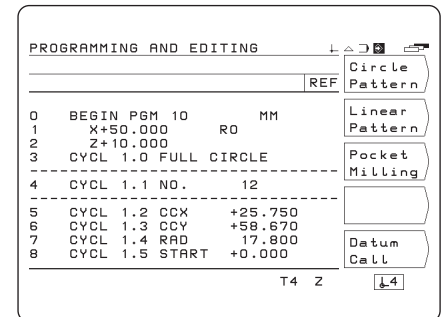 PROGRAMMING AND EDITING
REF
0 BEGIN PGM 10 MM
1 X+50.000 R0
2 Z+10.000
3 CYCL 1.0 FULL CIRCLE
4 CYCL 1.1 NO. 12
5 CYCL 1.2 CCX +25.750
6 CYCL 1.3 CCY +58.670
7 CYCL 1.4 RAD 17.800
8 CYCL 1.5 START +0.000
T4 Z
Circle
Pattern
Linear
Pattern
Pocket
Milling
Datum
Call
4